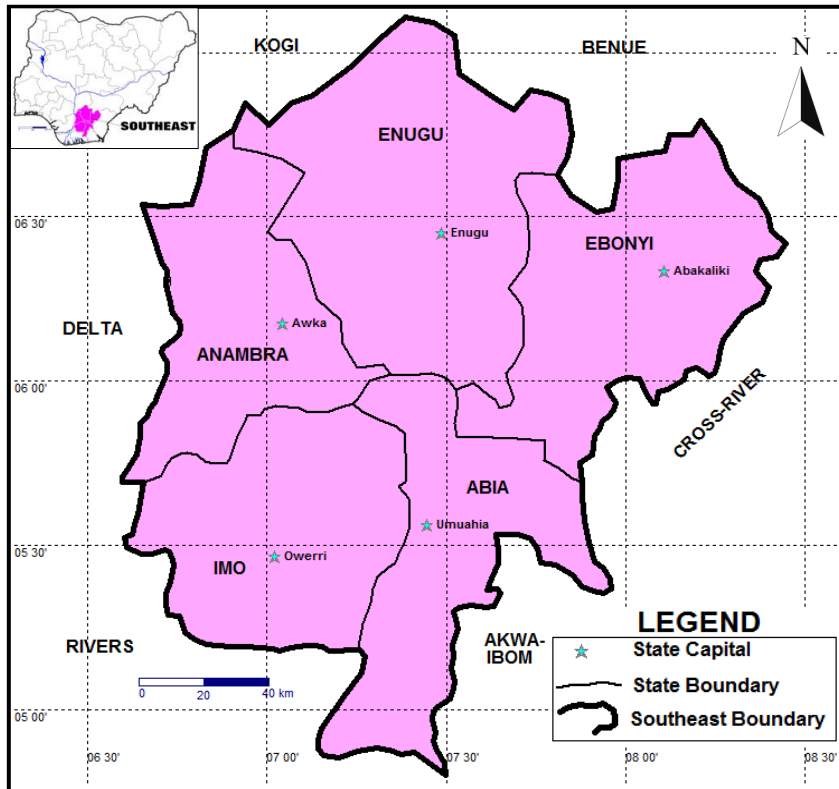 KOGI
BENUE
N
SOUTHEAST
ENUGU
06 30'
Enugu
EBONYI
Abakaliki
DELTA
Awka
ANAMBRA
06 00'
CROSS-RIVER
ABIA
Umuahia
05 30'
IMO
Owerri
RIVERS
AKWA-
IBOM
LEGEND
State Capital
State Boundary
Southeast Boundary
0 20 40 km
05 00'
06 30'
07 00'
07 30'
08 00'
08 30'